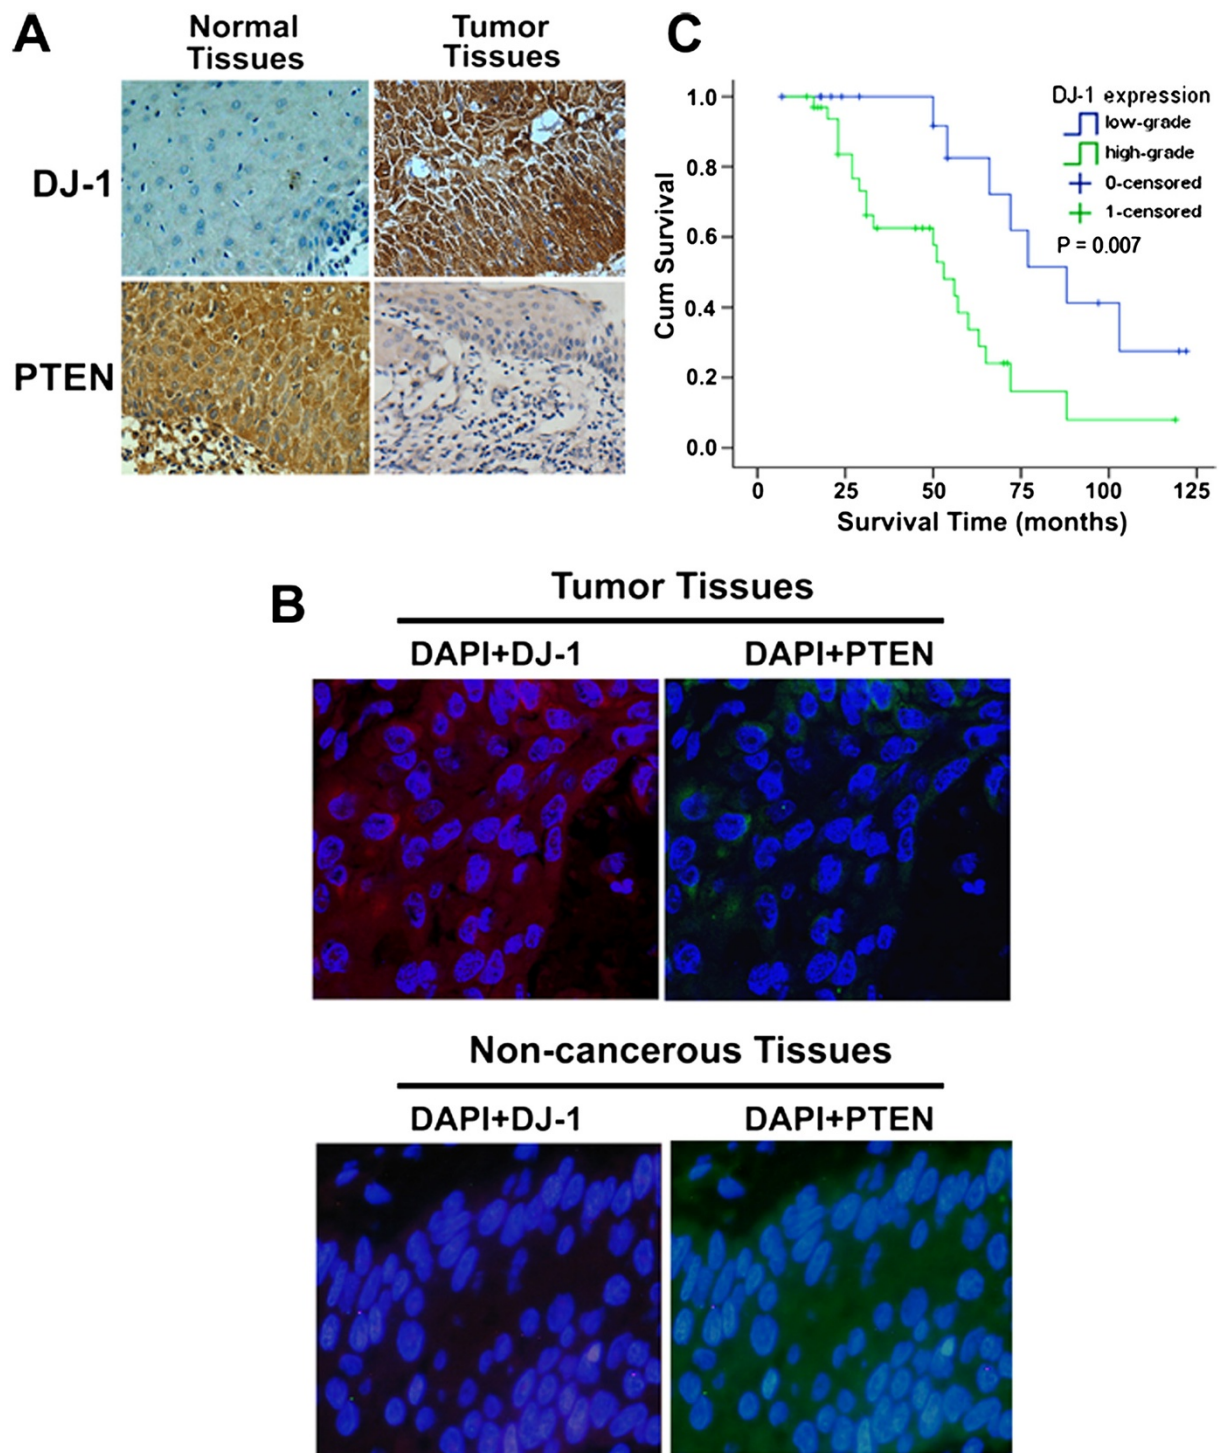 A
Normal
Tissues
Tumor
Tissues
DJ-1
PTEN
C
1.0
0.8
0.6
0.4
0.2
0.0
Cum Survival
0 25 50 75 100 125
Survival Time (months)
DJ-1 expression
low-grade
high-grade
0-censored
1-censored
P = 0.007
B
Tumor Tissues
DAPI+DJ-1 DAPI+PTEN
Non-cancerous Tissues
DAPI+DJ-1 DAPI+PTEN